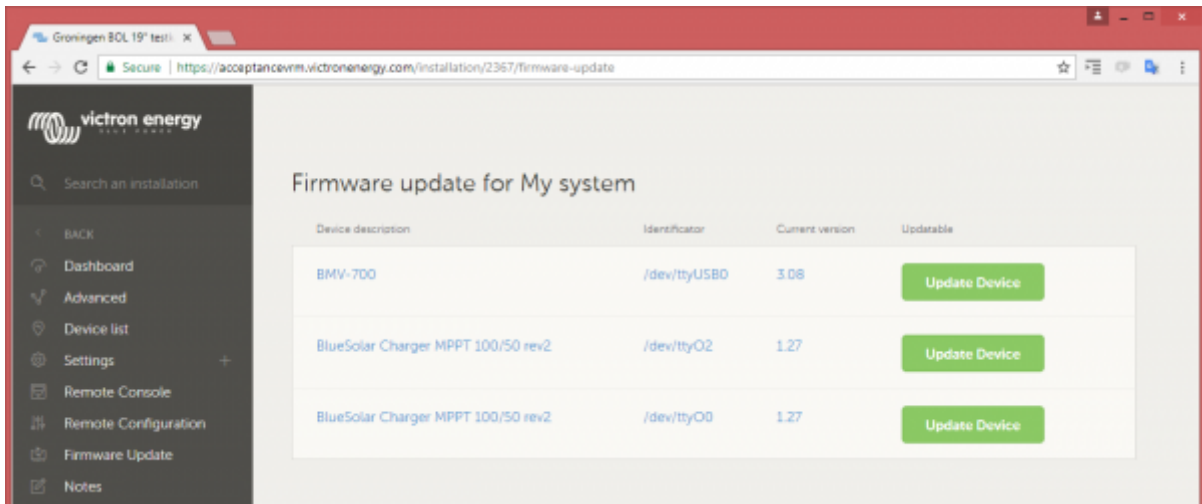 Groningen BOL 19" testi
Secure | https://acceptancevrm.victronenergy.com/installation/2367/firmware-update
victron energy
BLUE POWER
Search an installation
BACK
Dashboard
Advanced
Device list
Settings
Remote Console
Remote Configuration
Firmware Update
Notes
Firmware update for My system
Device description Identificator Current version Updatable
BMV-700 /dev/ttyUSB0 3.08 Update Device
BlueSolar Charger MPPT 100/50 rev2 /dev/ttyO2 1.27 Update Device
BlueSolar Charger MPPT 100/50 rev2 /dev/ttyO0 1.27 Update Device